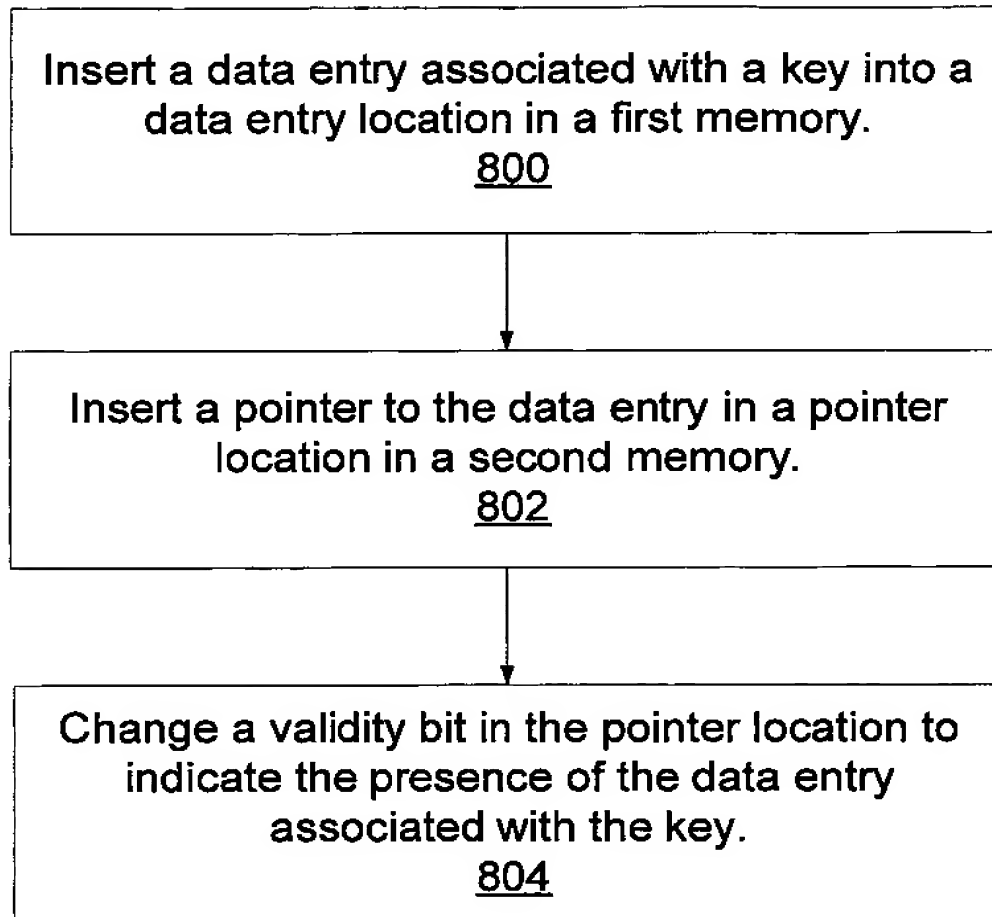 Insert a data entry associated with a key into a
data entry location in a first memory.
800
Insert a pointer to the data entry in a pointer
location in a second memory.
802
Change a validity bit in the pointer location to
indicate the presence of the data entry
associated with the key.
804